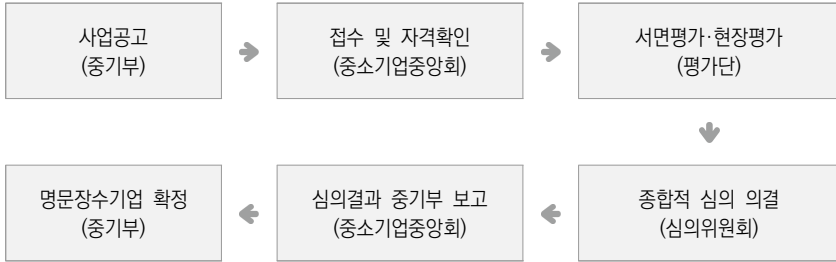 사업공고
(중기부)
접수 및 자격확인
(중소기업중앙회)
서면평가·현장평가
(평가단)
종합적 심의 의결
(심의위원회)
심의결과 중기부 보고
(중소기업중앙회)
명문장수기업 확정
(중기부)